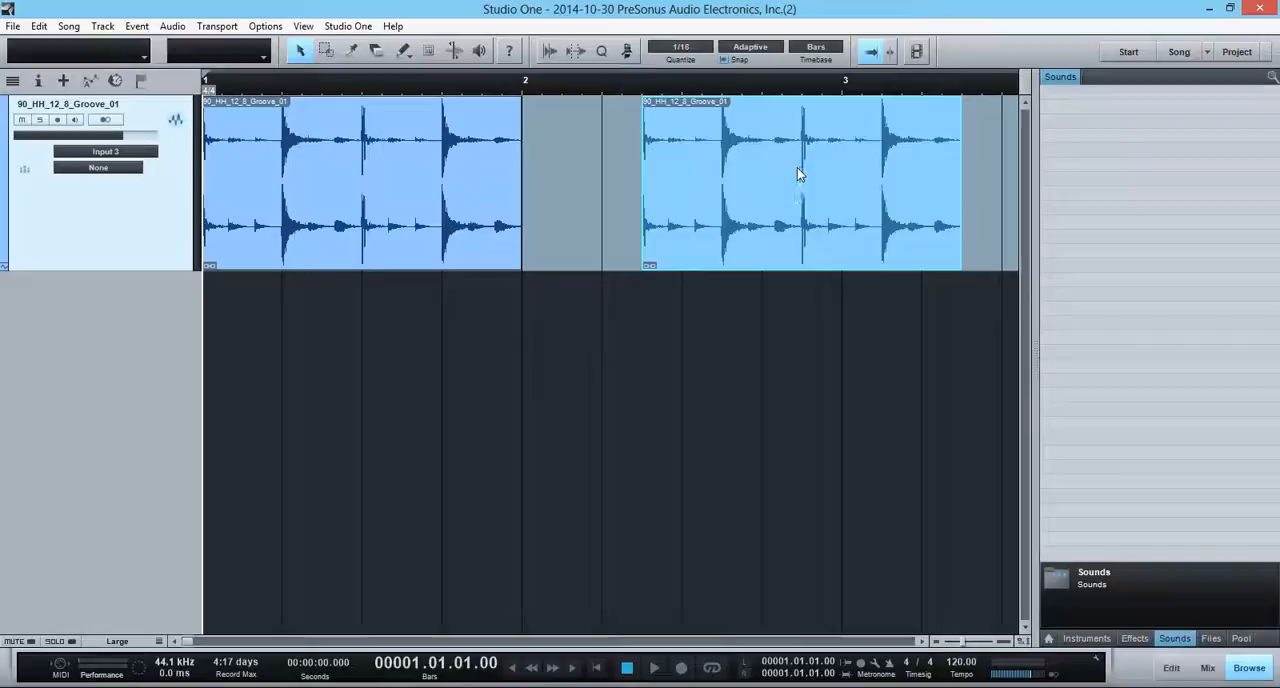 Studio One - 2014-10-30 PreSonus Audio Electronics, Inc.(2)
File Edit Song Track Event Audio Transport Options View Studio One Help
1/16 Adaptive Bars
Quantize Snap Timebase
Start Song Project
?
1 2 3
4/4
Sounds
90_HH_12_8_Groove_01
M S
Input 3
None
90_HH_12_8_Groove_01
90_HH_12_8_Groove_01
Sounds
Sounds
MUTE SOLO Large
Instruments Effects Sounds Files Pool
MIDI
Performance
44.1 kHz
0.0 ms
4:17 days
Record Max.
00:00:00.000
Seconds
00001.01.01.00
Bars
L
R
00001.01.01.00
00001.01.01.00
Metronome
4 / 4
Timesig
120.00
Tempo
Edit Mix Browse